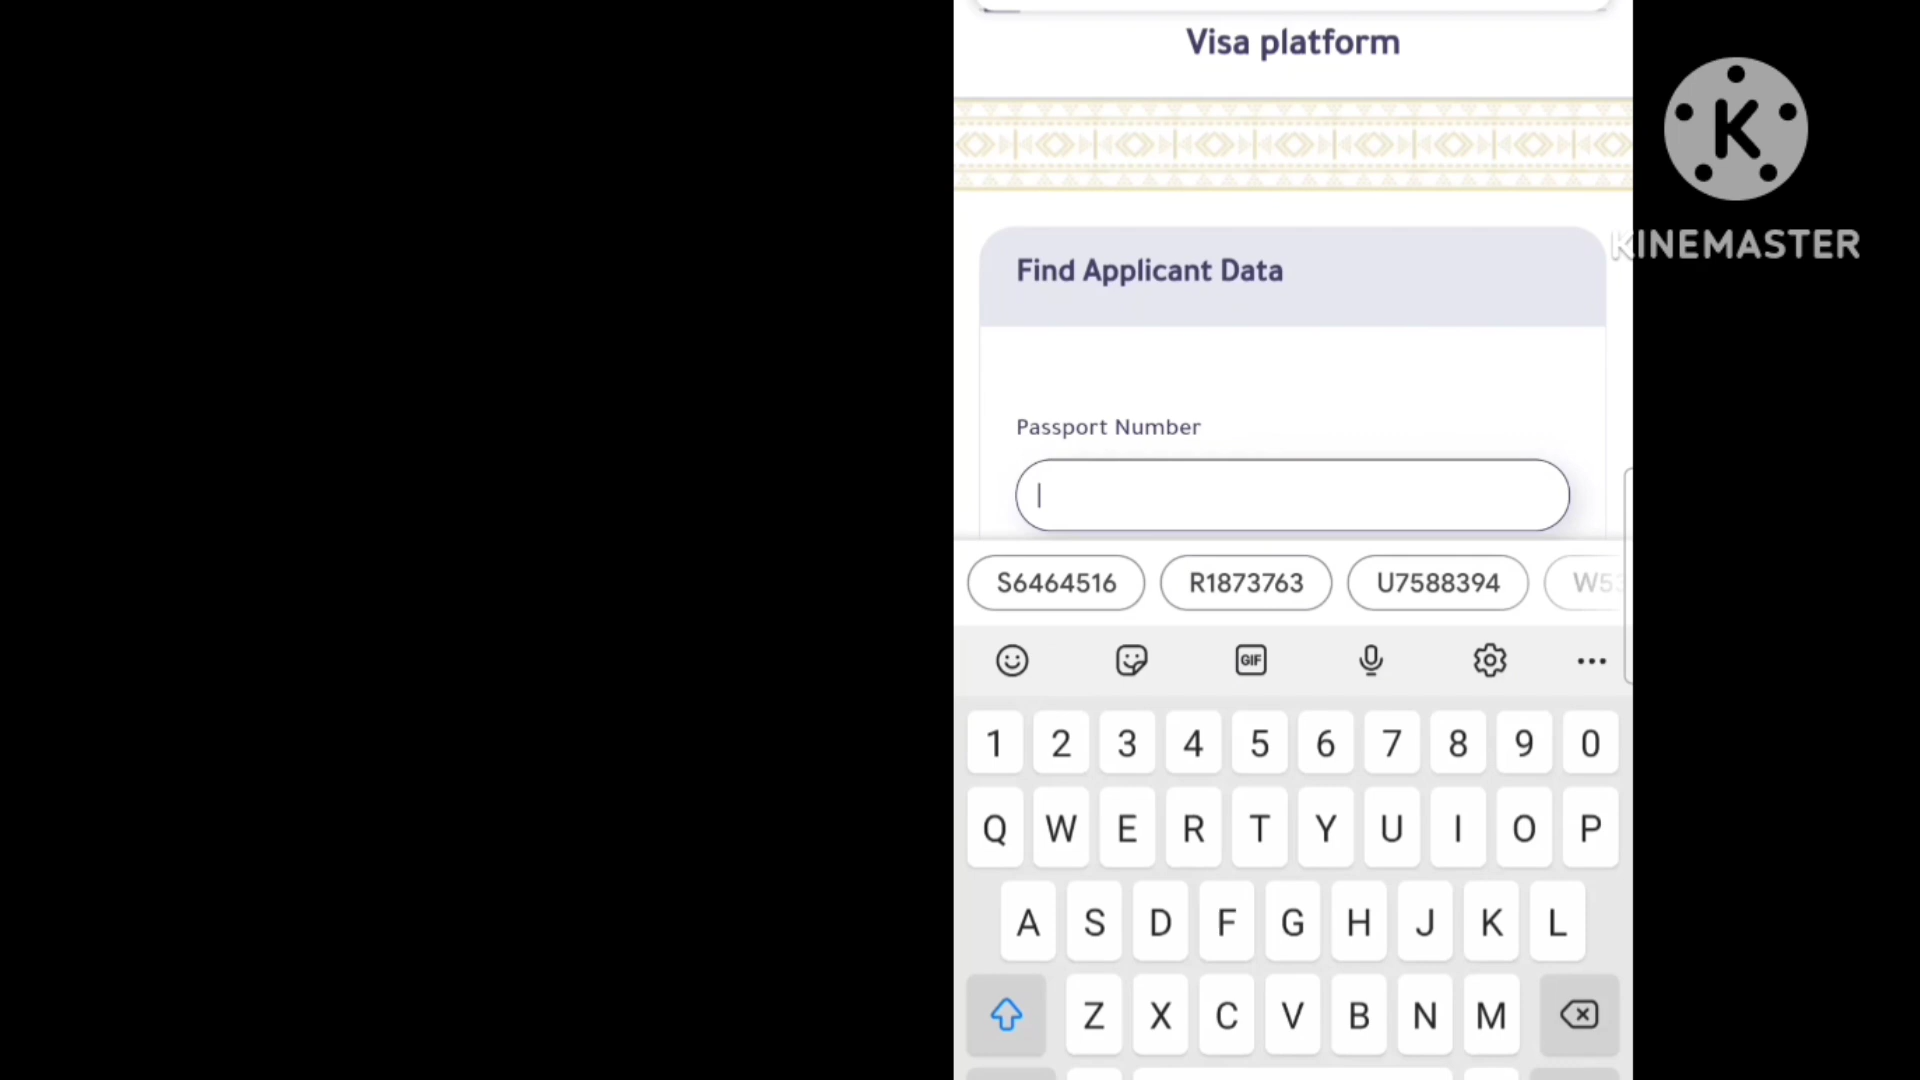 Visa platform
K
KINEMASTER
Find Applicant Data
Passport Number
S6464516 R1873763 U7588394
GIF
1 2 3 4 5 6 7 8 9 0
Q W E R T Y U I O P
A S D F G H J K L
Z X C V B N M